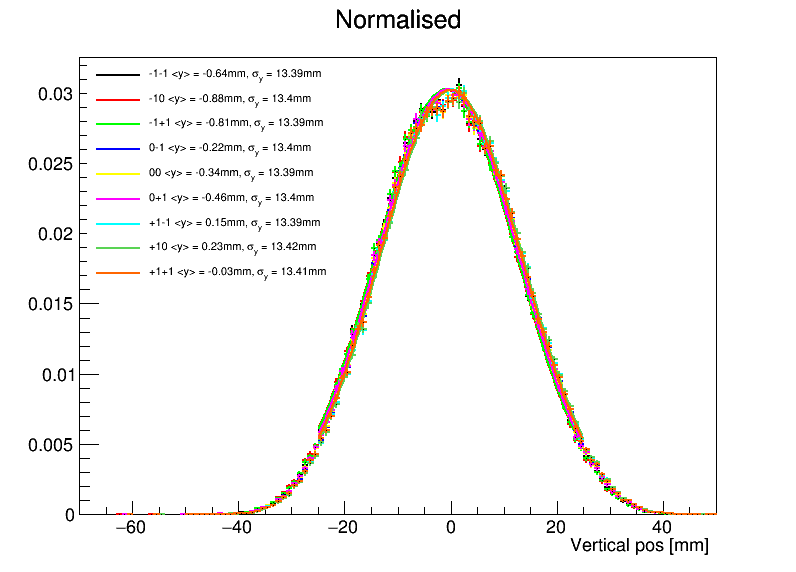 Normalised
-1-1 <y> = -0.64mm, σy = 13.39mm
-10 <y> = -0.88mm, σy = 13.4mm
-1+1 <y> = -0.81mm, σy = 13.39mm
0-1 <y> = -0.22mm, σy = 13.4mm
00 <y> = -0.34mm, σy = 13.39mm
0+1 <y> = -0.46mm, σy = 13.4mm
+1-1 <y> = 0.15mm, σy = 13.39mm
+10 <y> = 0.23mm, σy = 13.42mm
+1+1 <y> = -0.03mm, σy = 13.41mm
0.03
0.025
0.02
0.015
0.01
0.005
0
−60 −40 −20 0 20 40
Vertical pos [mm]